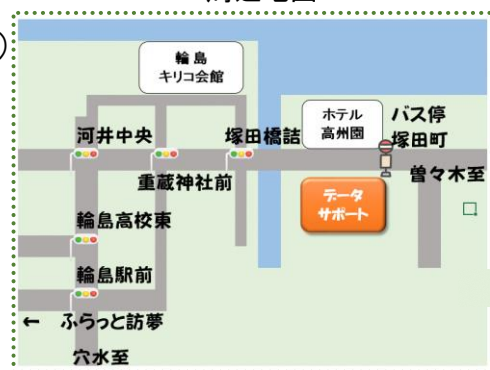 輪島
キリコ会館
ホテル
高州園
バス停
塚田町
河井中央
塚田橋詰
重蔵神社前
曽々木至
データ
サポート
輪島高校東
輪島駅前
← ふらっと訪夢
穴水至